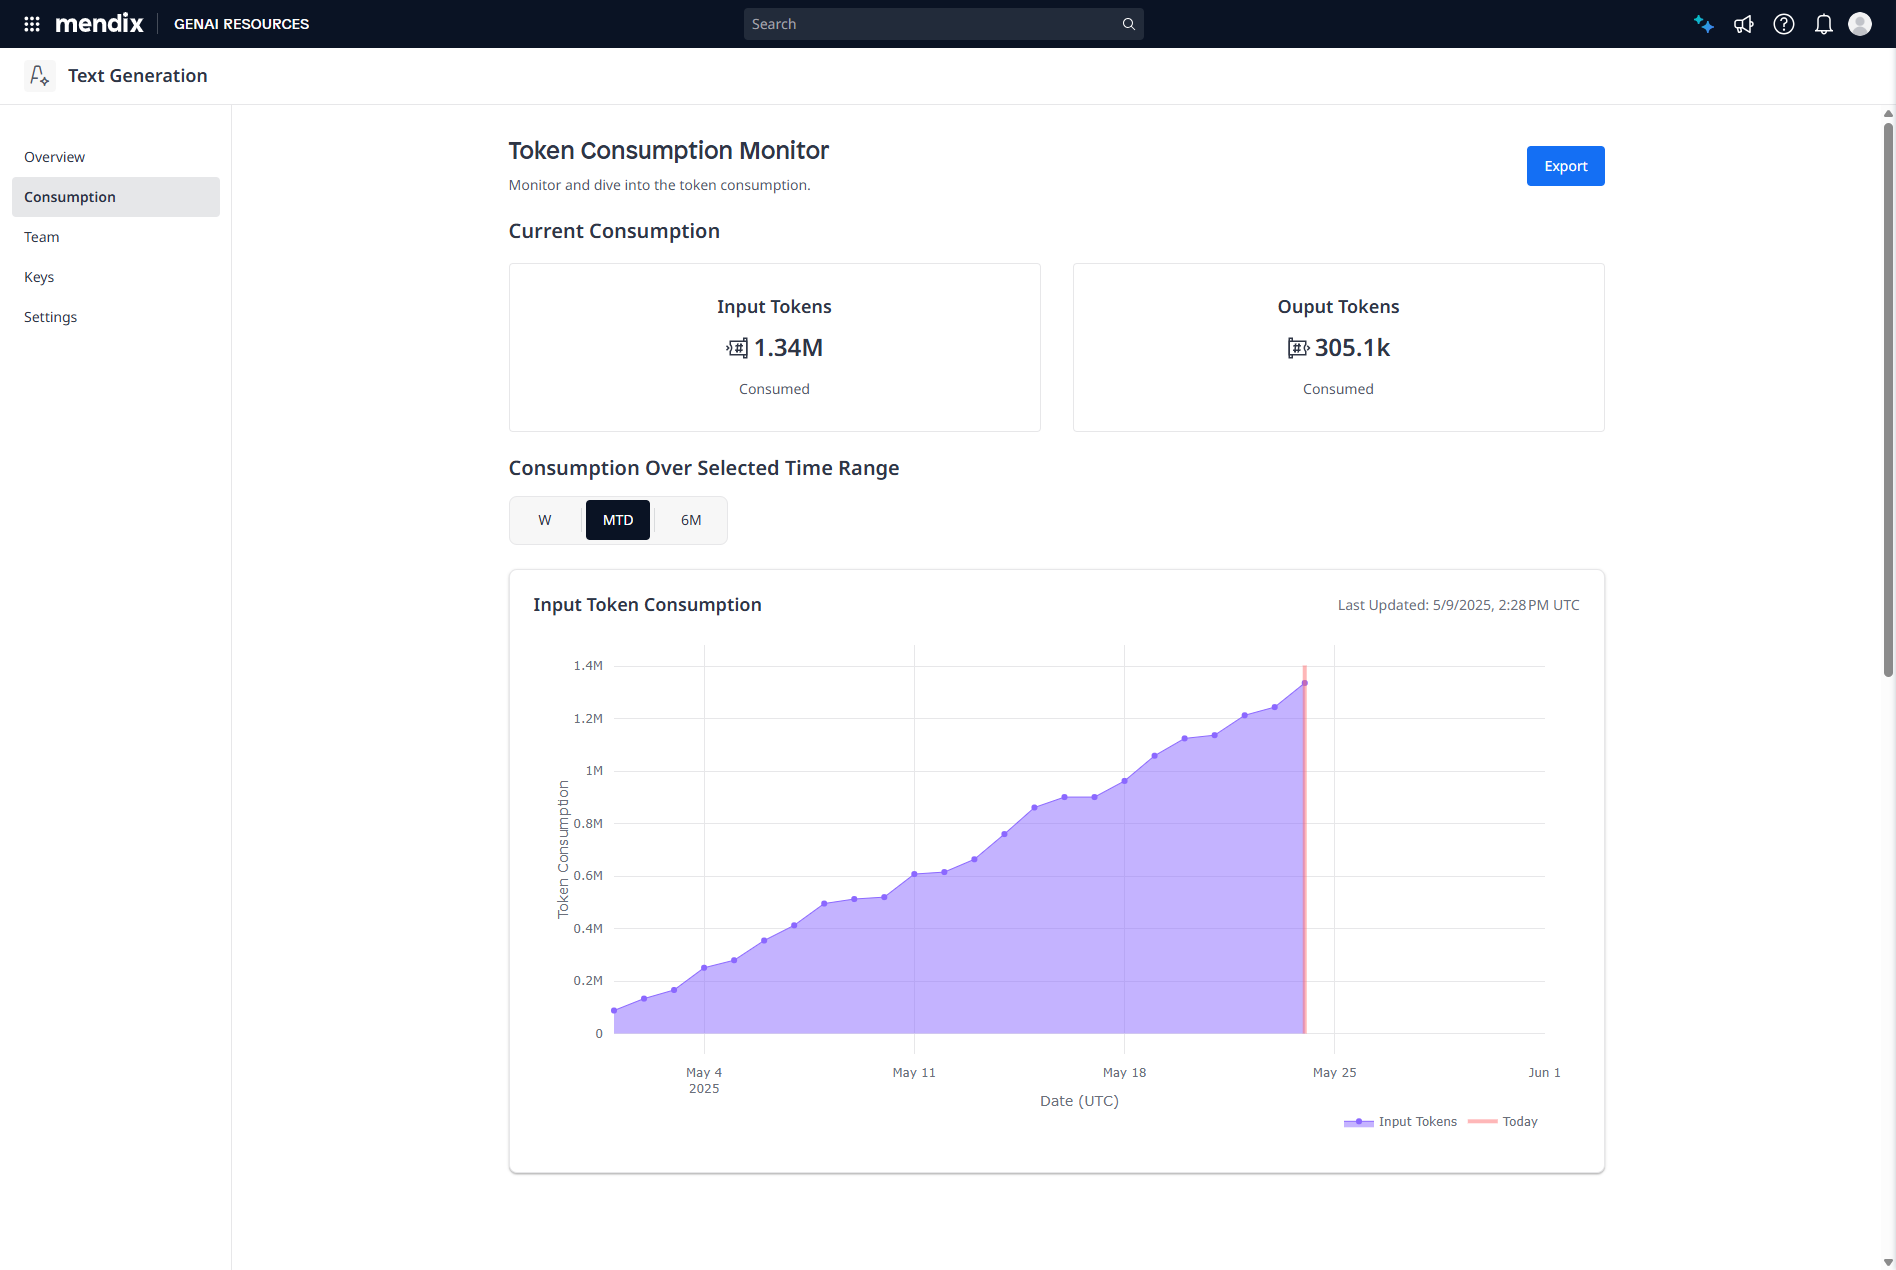 mendix GENAI RESOURCES
Search
Text Generation
Overview
Consumption
Team
Keys
Settings
Token Consumption Monitor
Monitor and dive into the token consumption.
Export
Current Consumption
Input Tokens
1.34M
Consumed
Ouput Tokens
305.1k
Consumed
Consumption Over Selected Time Range
W MTD 6M
Input Token Consumption
Last Updated: 5/9/2025, 2:28 PM UTC
Token Consumption
1.4M
1.2M
1M
0.8M
0.6M
0.4M
0.2M
0
May 4 May 11 May 18 May 25 Jun 1
2025
Date (UTC)
Input Tokens Today